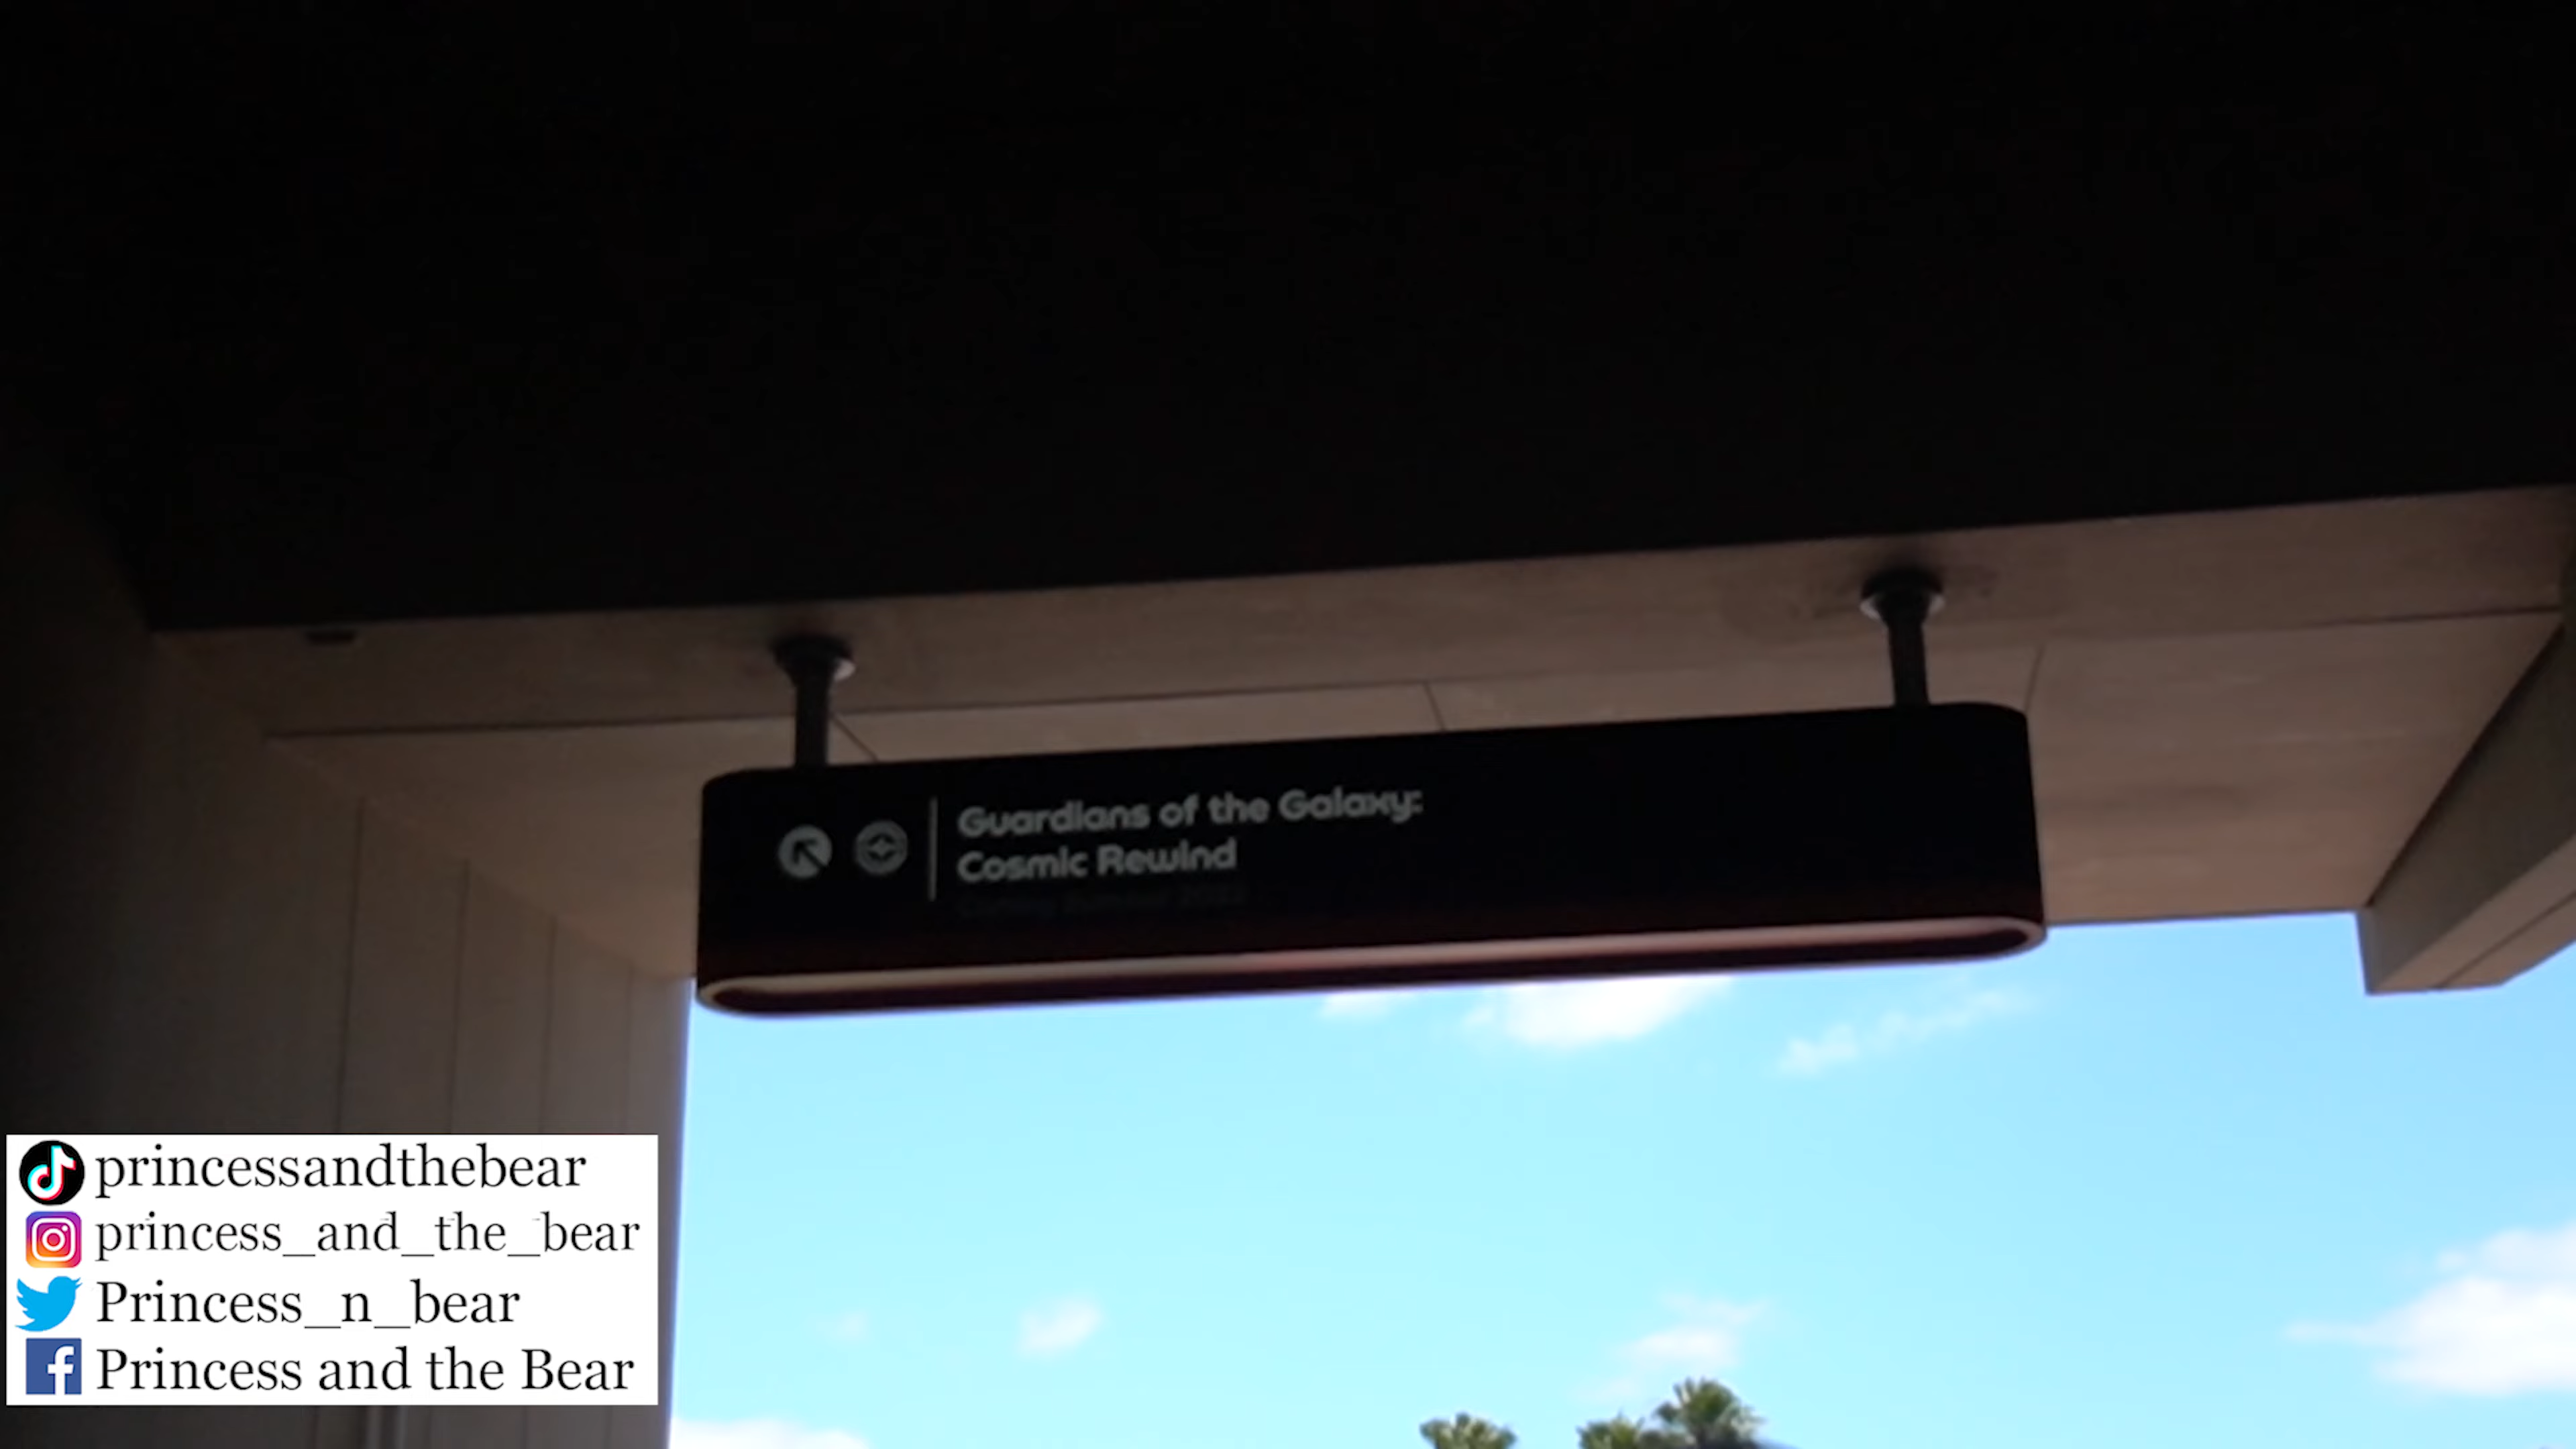 Guardians of the Galaxy:
Cosmic Rewind
princessandthebear
princess_and_the_bear
Princess_n_bear
Princess and the Bear